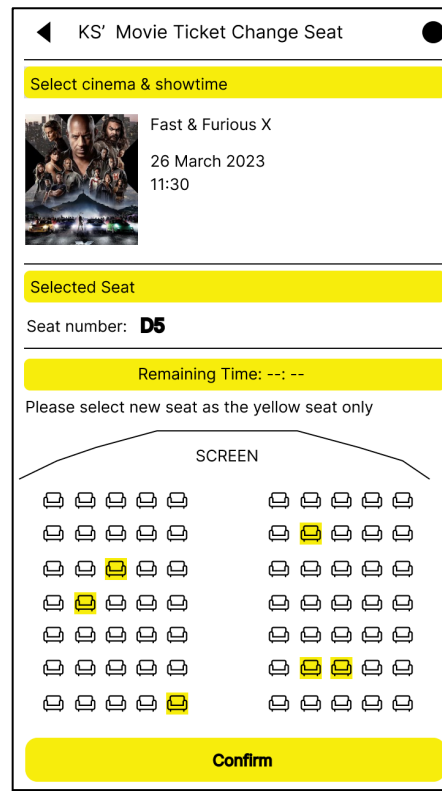 KS’ Movie Ticket Change Seat
Select cinema & showtime
Fast & Furious X
26 March 2023
11:30
Selected Seat
Seat number: D5
Remaining Time: --: --
Please select new seat as the yellow seat only
SCREEN
Confirm